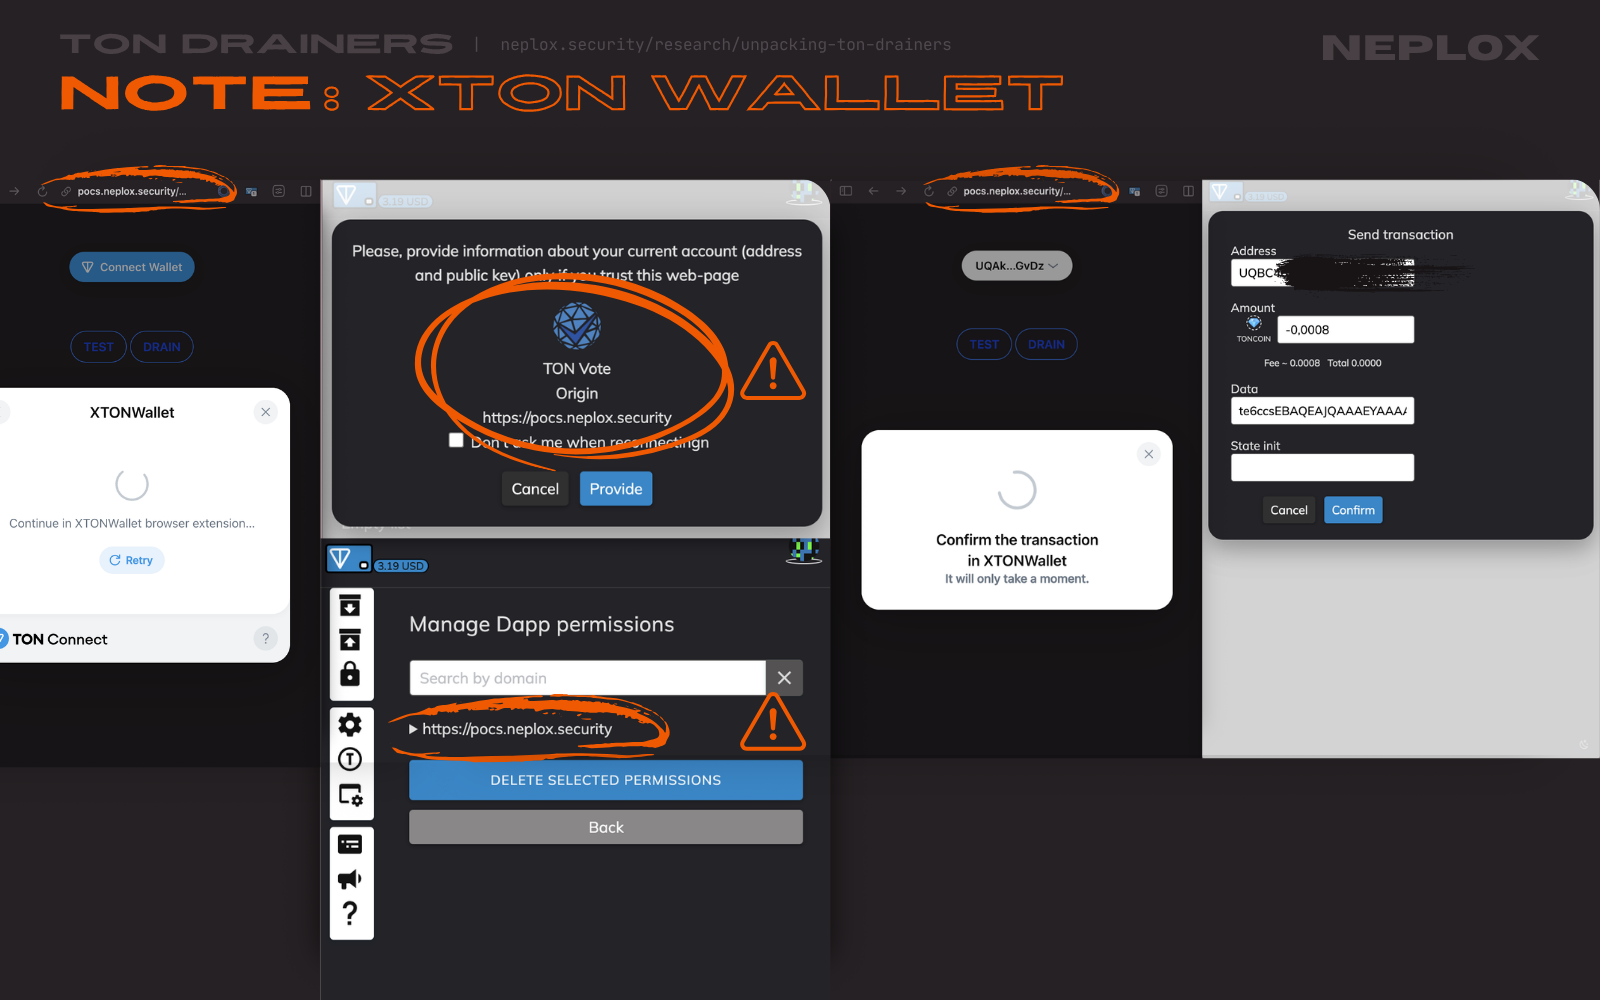 TON DRAINERS | neplox.security/research/unpacking-ton-drainers
NEPLOX
NOTE: XTON WALLET
pocs.neplox.security/...
Connect Wallet
TEST
DRAIN
XTONWallet
Continue in XTONWallet browser extension...
Retry
TON Connect
?
3.19 USD
Please, provide information about your current account (address
and public key) only if you trust this web-page
TON Vote
Origin
https://pocs.neplox.security
Don't ask me when reconnectingn
Cancel
Provide
Empty list
3.19 USD
Manage Dapp permissions
Search by domain
https://pocs.neplox.security
DELETE SELECTED PERMISSIONS
Back
pocs.neplox.security/...
UQAk...GvDz
TEST
DRAIN
Confirm the transaction
in XTONWallet
It will only take a moment.
3.19 USD
Send transaction
Address
UQBC
Amount
TONCOIN
-0,0008
Fee ~ 0.0008 Total 0.0000
Data
te6ccsEBAQEAJQAAAEYAAAA
State init
Cancel
Confirm